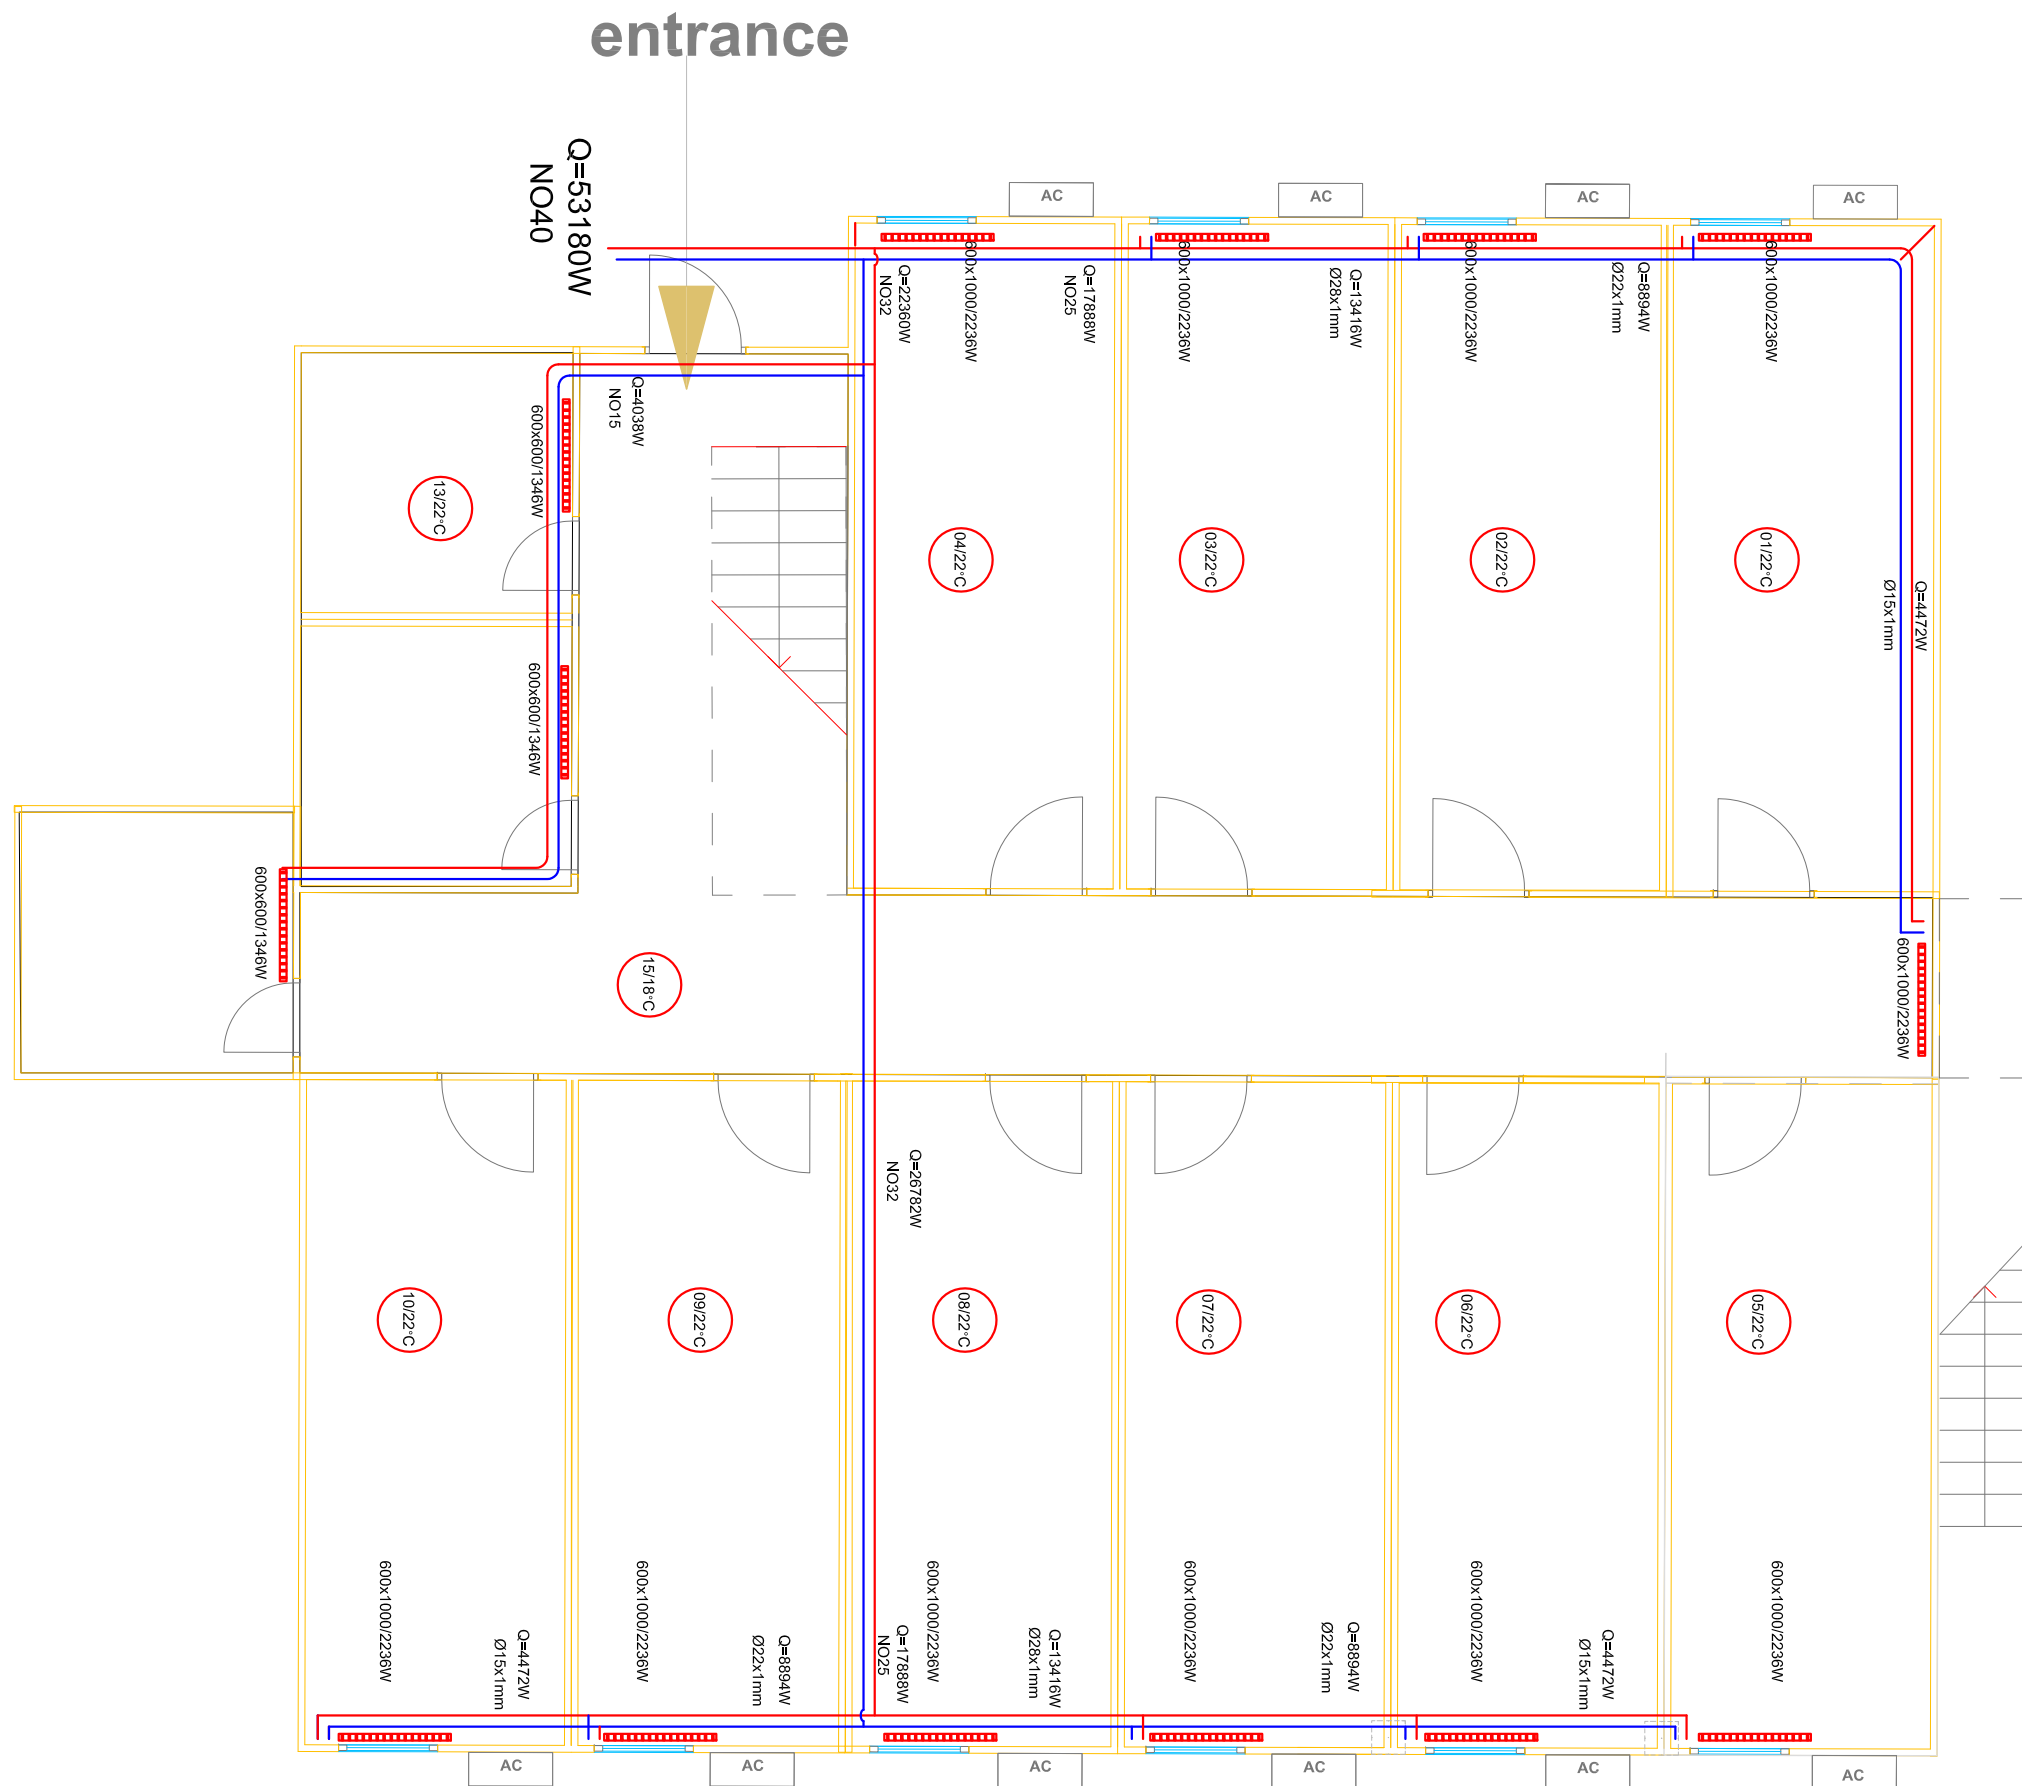 entrance
Q=53180W
NO40
AC
AC
AC
AC
Q=22360W
NO32
600x1000/2236W
Q=17888W
NO25
600x1000/2236W
Q=13416W
Ø28x1mm
600x1000/2236W
Q=8894W
Ø22x1mm
600x1000/2236W
Q=4038W
NO15
600x600/1346W
13/22°C
04/22°C
03/22°C
02/22°C
01/22°C
Q=4472W
Ø15x1mm
600x600/1346W
600x600/1346W
15/18°C
600x1000/2236W
Q=26782W
NO32
10/22°C
09/22°C
08/22°C
07/22°C
06/22°C
05/22°C
600x1000/2236W
Q=4472W
Ø15x1mm
600x1000/2236W
Q=8894W
Ø22x1mm
Q=17888W
NO25
600x1000/2236W
Q=13416W
Ø28x1mm
600x1000/2236W
Q=8894W
Ø22x1mm
600x1000/2236W
Q=4472W
Ø15x1mm
600x1000/2236W
AC
AC
AC
AC
AC
AC